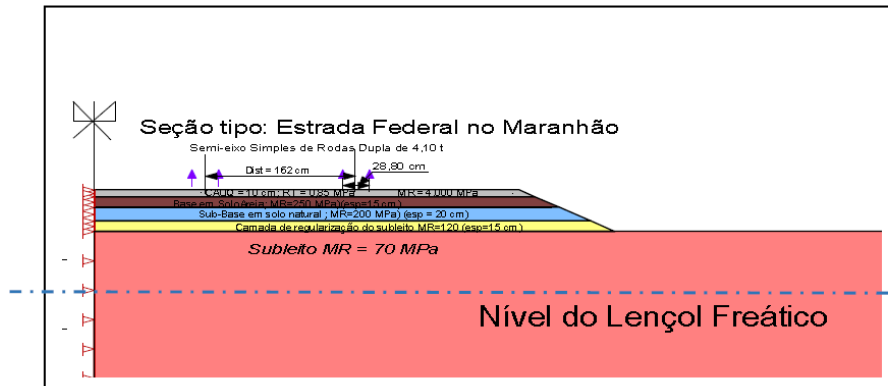 Seção tipo: Estrada Federal no Maranhão
Semi-eixo Simples de Rodas Dupla de 4,10 t
Dist = 162 cm
28,80 cm
CAUQ = 10 cm; RT = 0,85 MPa MR = 4,000 MPa
Base em Solo Areia; MR=250 MPa) (esp=15 cm)
Sub-Base em solo natural ; MR=200 MPa) (esp = 20 cm)
Camada de regularização do subleito MR=120 (esp=15 cm)
Subleito MR = 70 MPa
Nível do Lençol Freático